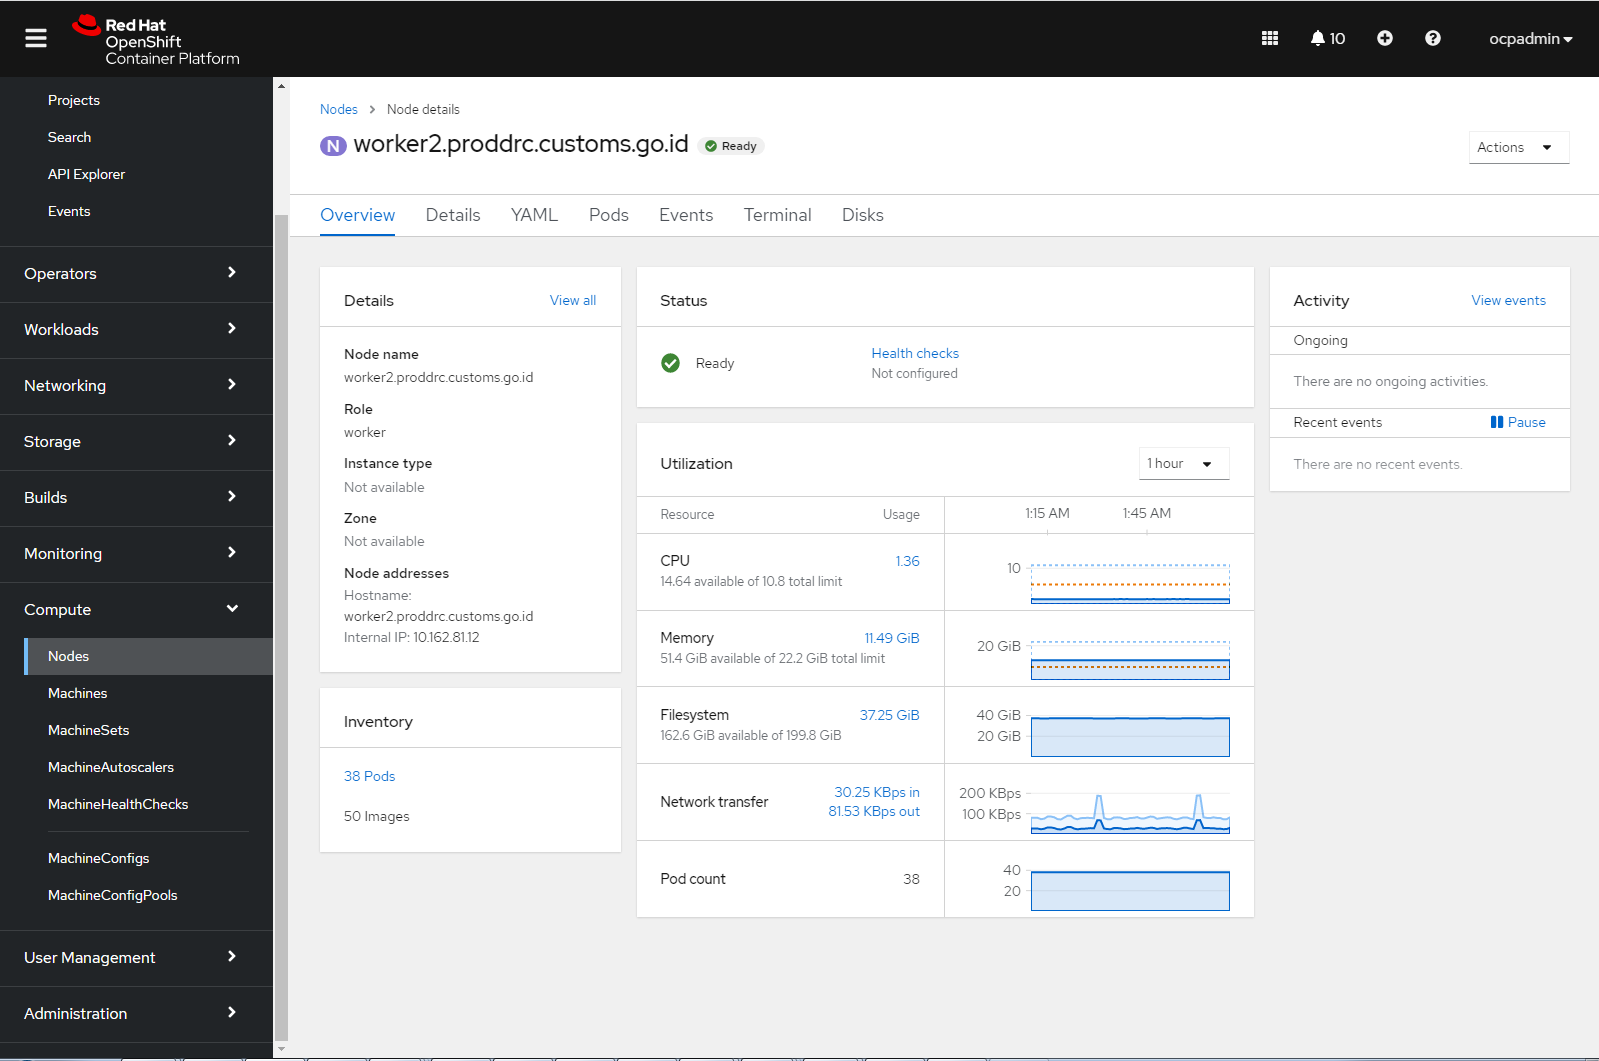 Red Hat
OpenShift
Container Platform
10
ocpadmin
Projects
Search
API Explorer
Events
Operators
Workloads
Networking
Storage
Builds
Monitoring
Compute
Nodes
Machines
MachineSets
MachineAutoscalers
MachineHealthChecks
MachineConfigs
MachineConfigPools
User Management
Administration
Nodes > Node details
N worker2.proddrc.customs.go.id Ready
Actions
Overview Details YAML Pods Events Terminal Disks
Details View all
Node name
worker2.proddrc.customs.go.id
Role
worker
Instance type
Not available
Zone
Not available
Node addresses
Hostname:
worker2.proddrc.customs.go.id
Internal IP: 10.162.81.12
Inventory
38 Pods
50 Images
Status
Ready
Health checks
Not configured
Utilization 1 hour
Resource Usage 1:15 AM 1:45 AM
CPU 1.36
14.64 available of 10.8 total limit
10
Memory 11.49 GiB
51.4 GiB available of 22.2 GiB total limit
20 GiB
Filesystem 37.25 GiB
162.6 GiB available of 199.8 GiB
40 GiB
20 GiB
Network transfer
30.25 KBps in
81.53 KBps out
200 KBps
100 KBps
Pod count 38
40
20
Activity View events
Ongoing
There are no ongoing activities.
Recent events Pause
There are no recent events.